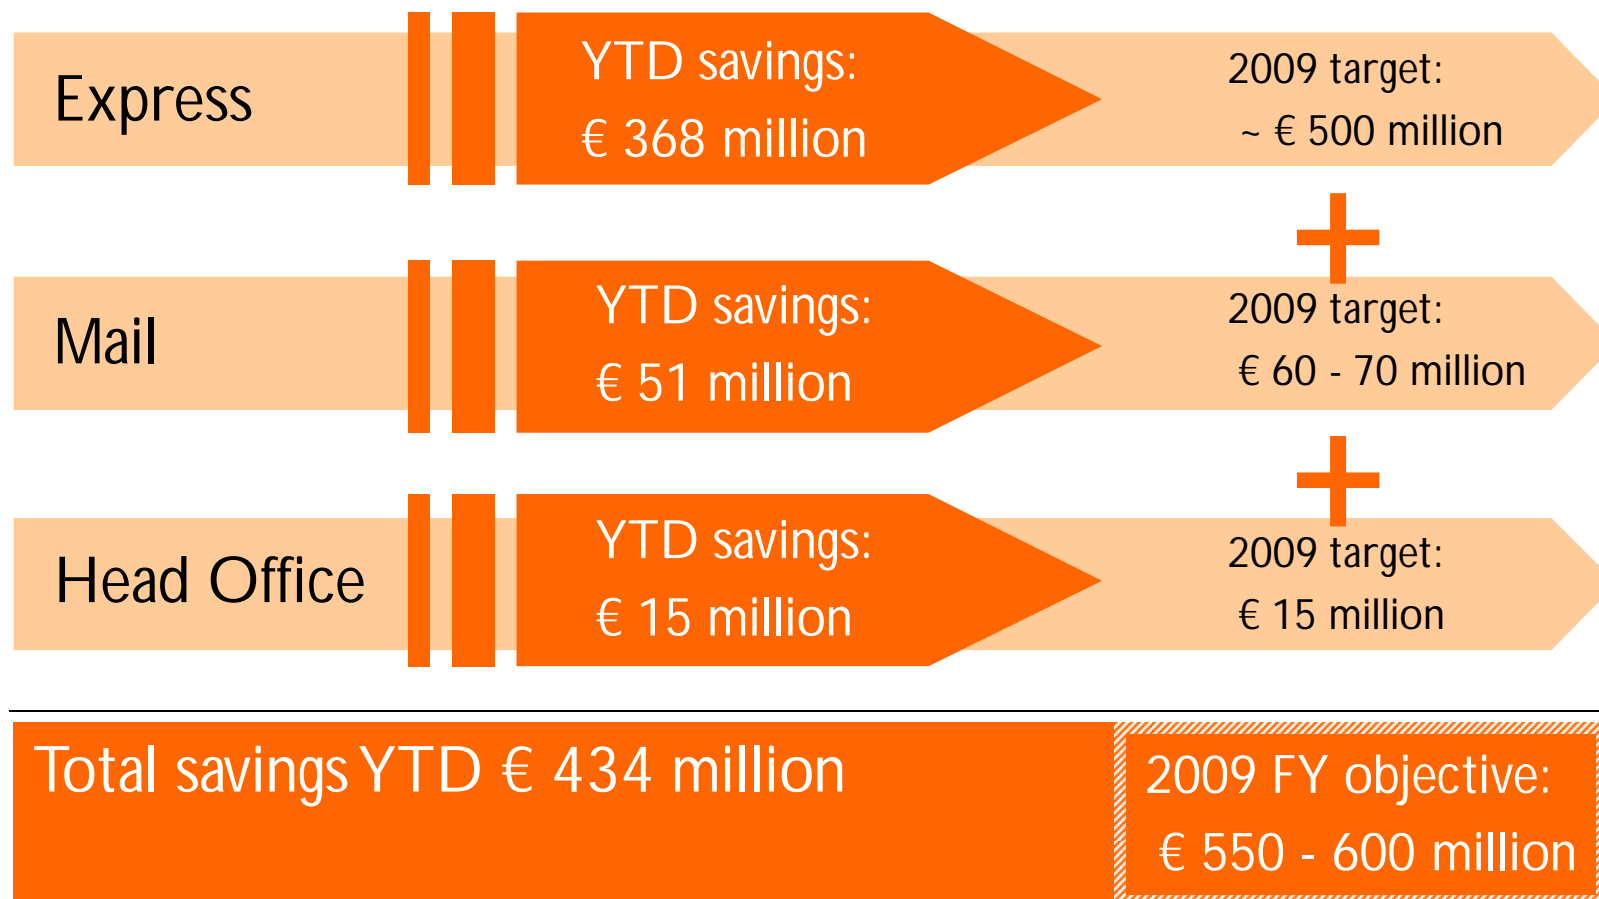 Express
YTD savings:
€ 368 million
2009 target:
~ € 500 million
+
Mail
YTD savings:
€ 51 million
2009 target:
€ 60 - 70 million
+
Head Office
YTD savings:
€ 15 million
2009 target:
€ 15 million
Total savings YTD € 434 million
2009 FY objective:
€ 550 - 600 million